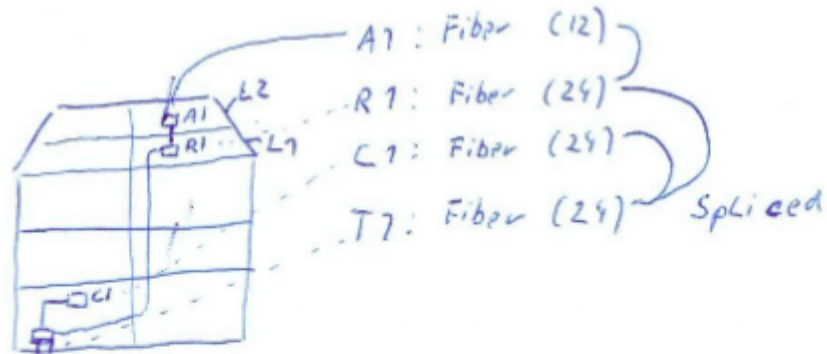 A1: Fiber (12)
R1: Fiber (24)
C1: Fiber (24)
T1: Fiber (24)
Spliced
L2
A1
R1
L1
C1